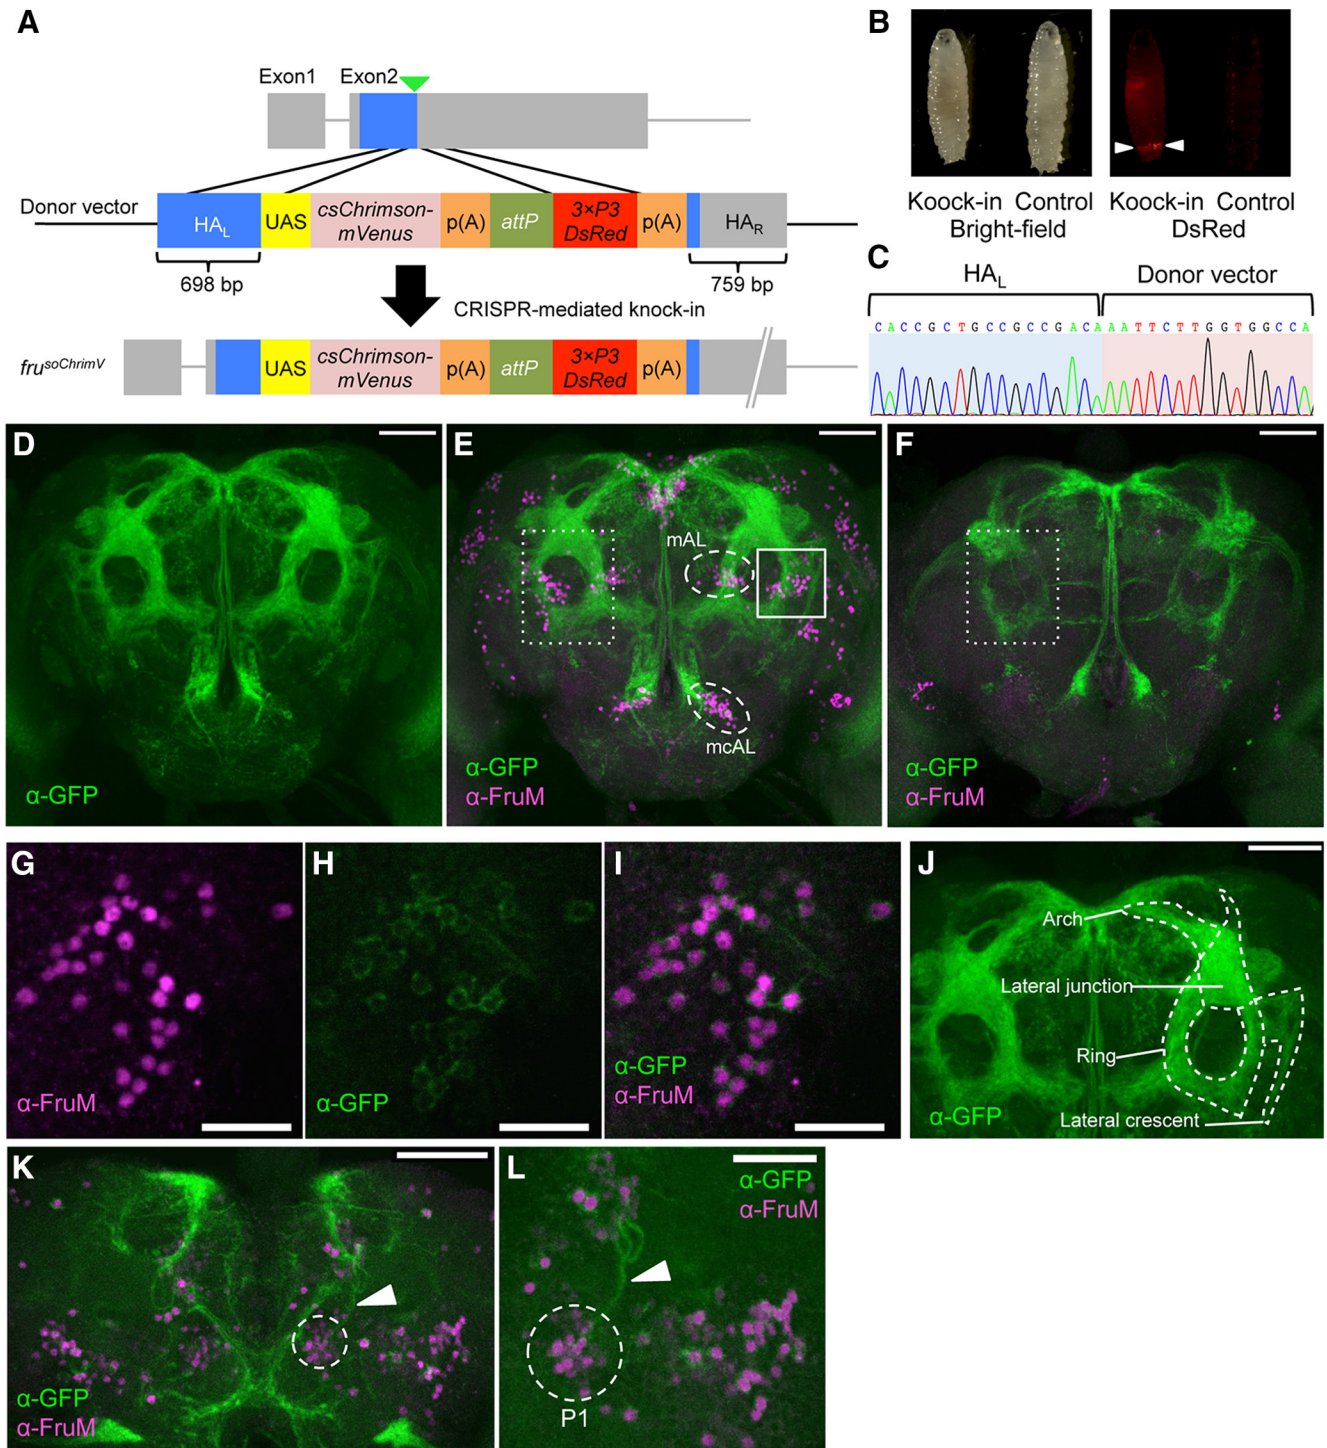 A
Exon1 Exon2
Donor vector
HAL UAS csChrimson-mVenus p(A) attP 3×P3 DsRed p(A) HAR
698 bp 759 bp
CRISPR-mediated knock-in
frusoChrimV UAS csChrimson-mVenus p(A) attP 3×P3 DsRed p(A)
B
Koock-in Control Koock-in Control
Bright-field DsRed
C
HAL Donor vector
C A C C G C T G C C G C C G A C A A A T T C T T G G T G G C C A
D
α-GFP
E
mAL
mcAL
α-GFP
α-FruM
F
α-GFP
α-FruM
G
α-FruM
H
α-GFP
I
α-GFP
α-FruM
J
Arch
Lateral junction
Ring
Lateral crescent
α-GFP
K
α-GFP
α-FruM
L
α-GFP
α-FruM
P1